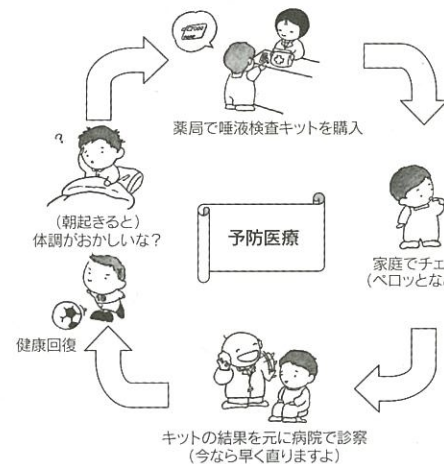 薬局で唾液検査キットを購入
?
(朝起きると)
体調がおかしいな?
予防医療
家庭でチェ
(ペロッとな
健康回復
キットの結果を元に病院で診察
(今なら早く直りますよ)